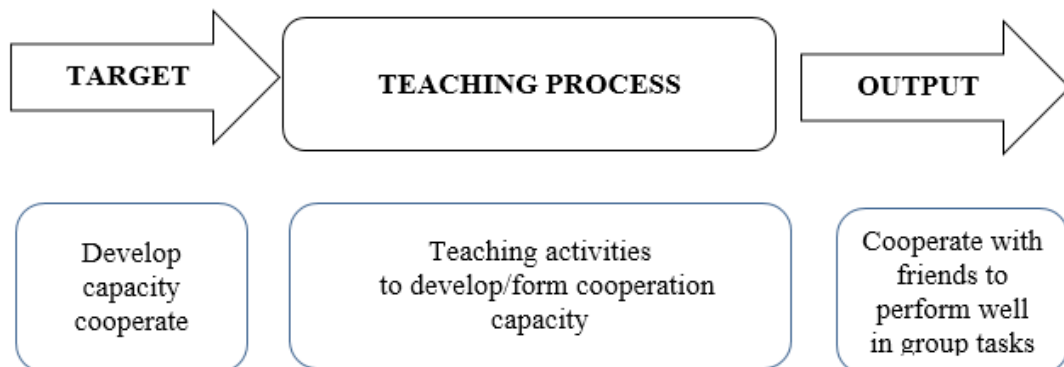 TARGET
TEACHING PROCESS
OUTPUT
Develop
capacity
cooperate
Teaching activities
to develop/form cooperation
capacity
Cooperate with
friends to
perform well
in group tasks